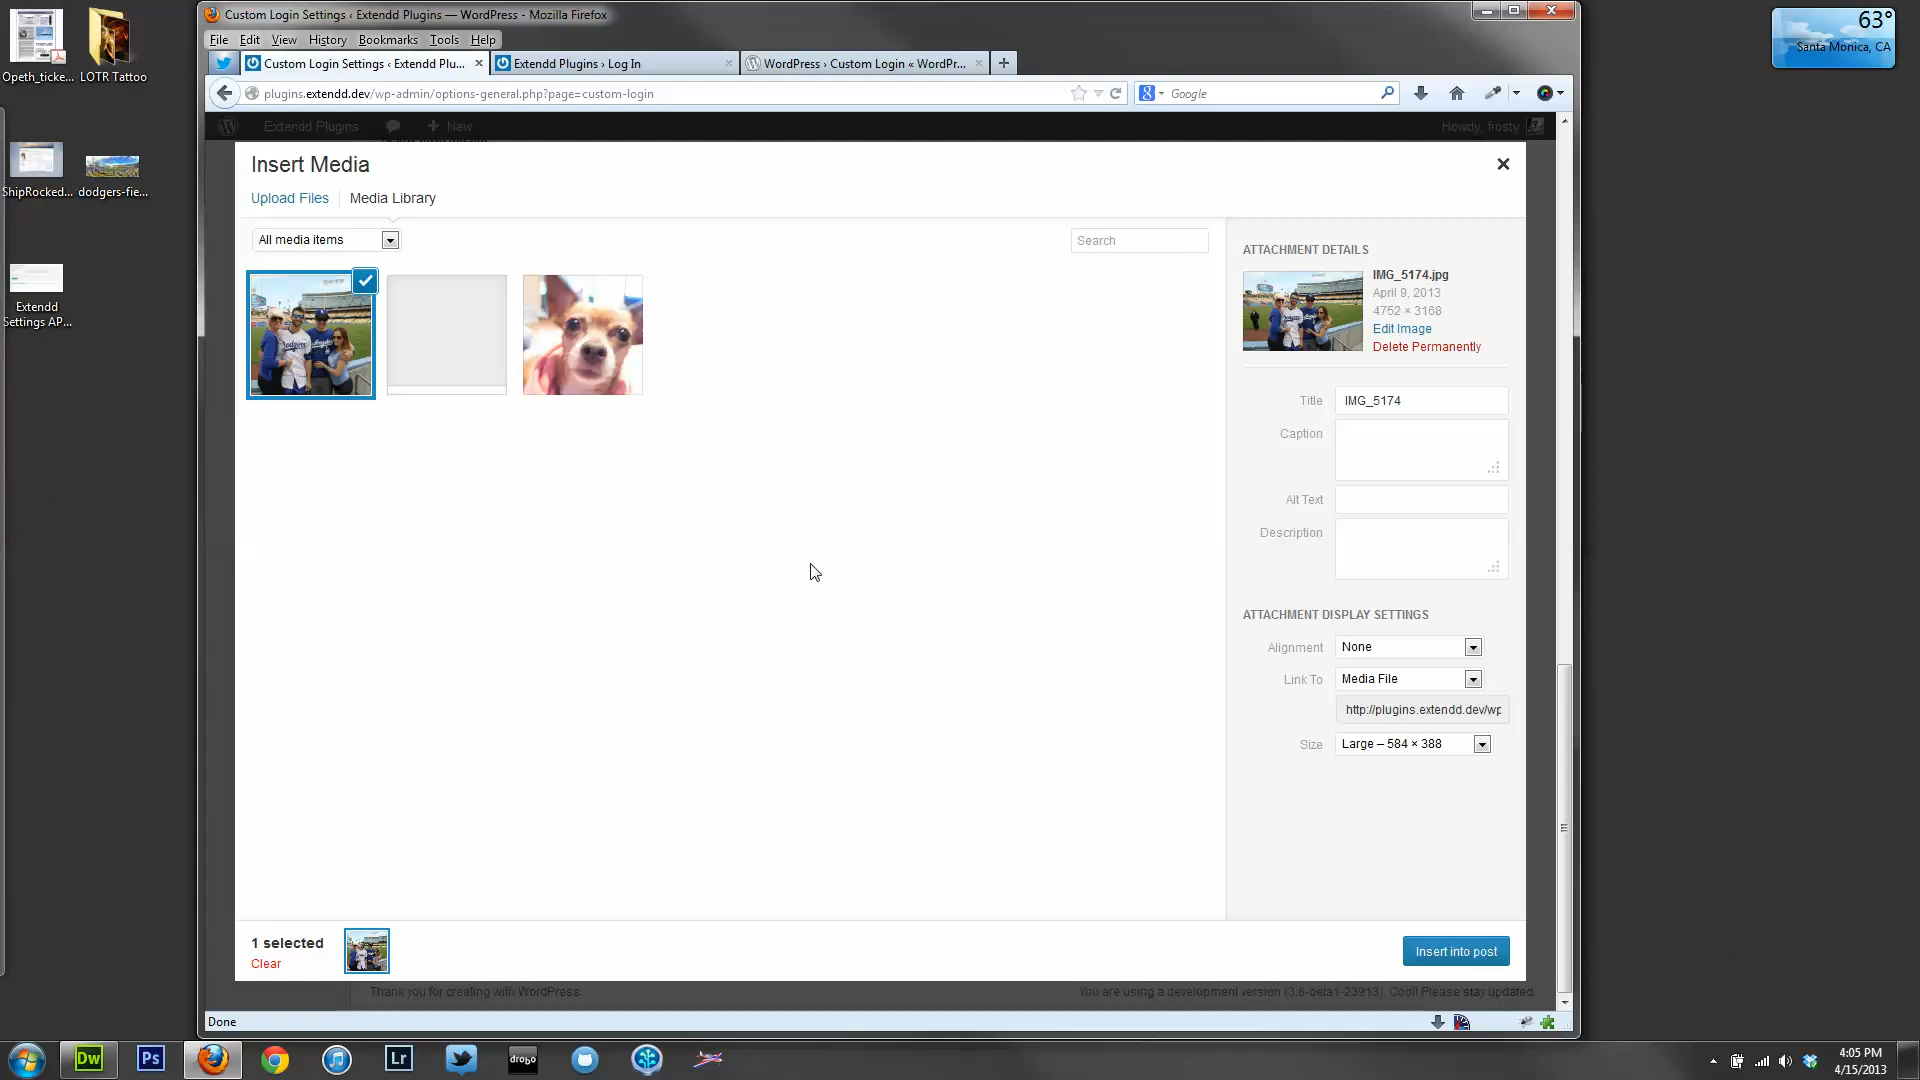 Opeth_ticke...
LOTR Tattoo
ShipRocked...
dodgers-fie...
Extendd
Settings AP...
63°
Santa Monica, CA
Custom Login Settings ‹ Extendd Plugins — WordPress - Mozilla Firefox
File Edit View History Bookmarks Tools Help
Custom Login Settings ‹ Extendd Plu...
Extendd Plugins › Log In
WordPress › Custom Login « WordPr...
plugins.extendd.dev/wp-admin/options-general.php?page=custom-login
Google
Extendd Plugins
New
Howdy, frosty
Insert Media
Upload Files
Media Library
All media items
Search
ATTACHMENT DETAILS
IMG_5174.jpg
April 9, 2013
4752 × 3168
Edit Image
Delete Permanently
Title
IMG_5174
Caption
Alt Text
Description
ATTACHMENT DISPLAY SETTINGS
Alignment
None
Link To
Media File
http://plugins.extendd.dev/wp
Size
Large – 584 × 388
1 selected
Clear
Insert into post
Thank you for creating with WordPress.
You are using a development version (3.6-beta1-23913). Cool! Please stay updated.
Done
Dw
Ps
Lr
drobo
4:05 PM
4/15/2013